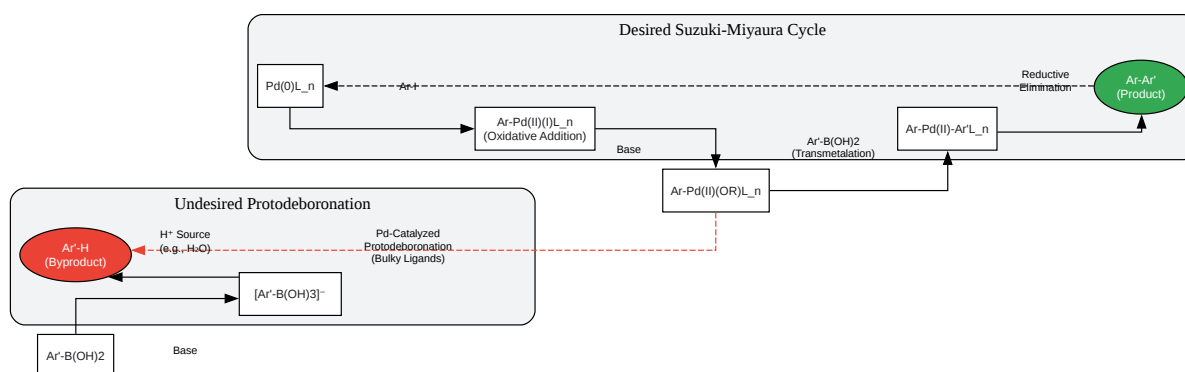 Desired Suzuki-Miyaura Cycle
Pd(0)L_n
Ar-I
Reductive
Elimination
Ar-Ar'
(Product)
Ar-Pd(II)(I)L_n
(Oxidative Addition)
Base
Ar'-B(OH)2
(Transmetalation)
Ar-Pd(II)-Ar'L_n
Ar-Pd(II)(OR)L_n
Undesired Protodeboronation
Ar'-H
(Byproduct)
H⁺ Source
(e.g., H₂O)
Pd-Catalyzed
Protodeboronation
(Bulky Ligands)
[Ar'-B(OH)3]⁻
Ar'-B(OH)2
Base